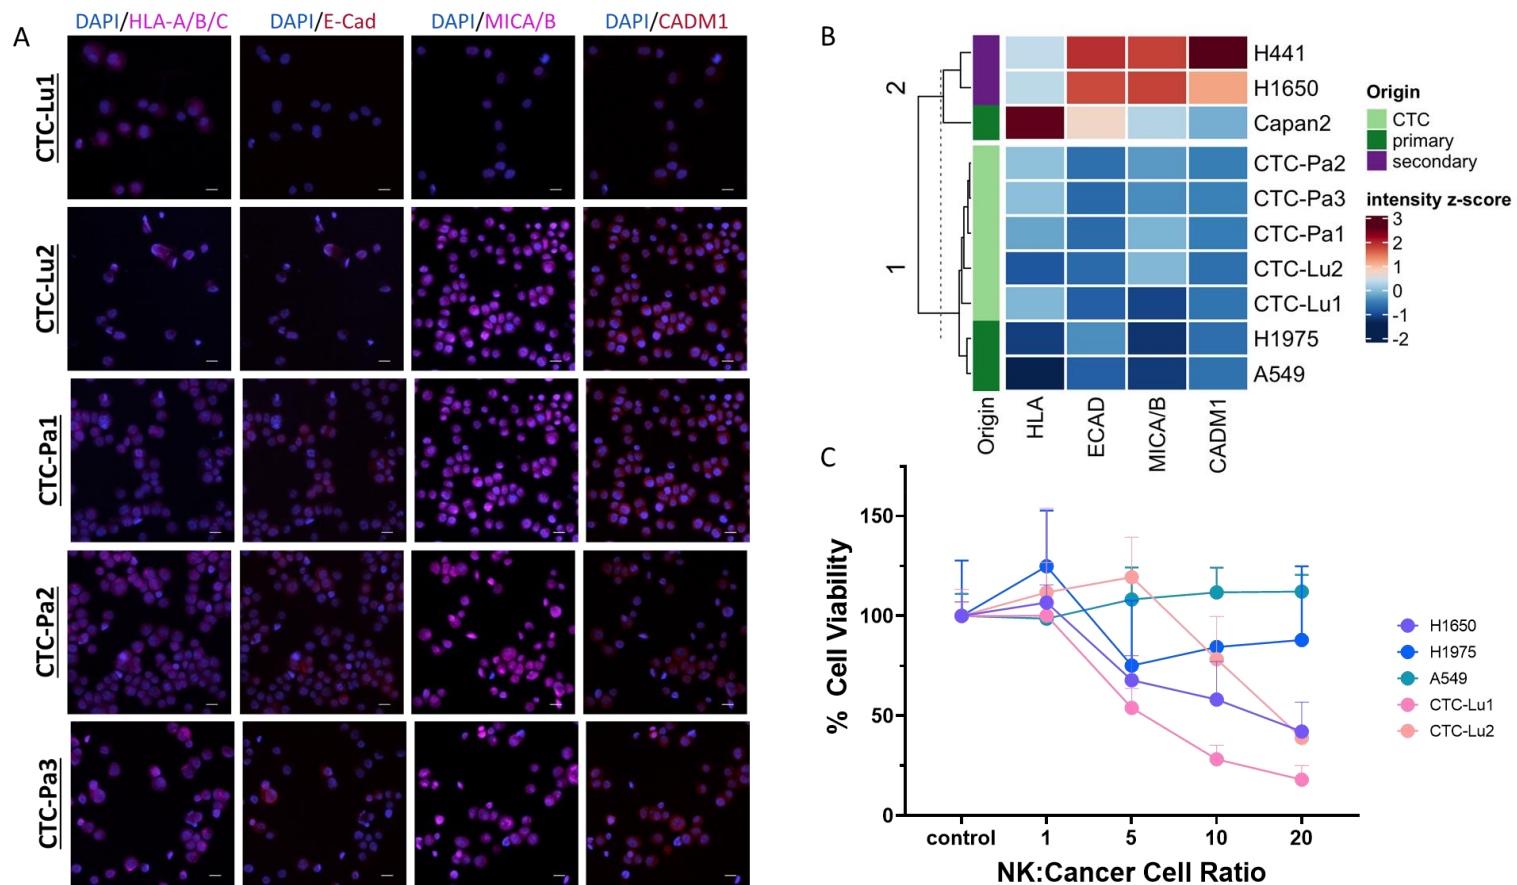 A
DAPI/HLA-A/B/C
DAPI/E-Cad
DAPI/MICA/B
DAPI/CADM1
CTC-Lu1
CTC-Lu2
CTC-Pa1
CTC-Pa2
CTC-Pa3
B
2
1
H441
H1650
Capan2
CTC-Pa2
CTC-Pa3
CTC-Pa1
CTC-Lu2
CTC-Lu1
H1975
A549
Origin
HLA
ECAD
MICA/B
CADM1
Origin
CTC
primary
secondary
intensity z-score
3
2
1
0
-1
-2
C
% Cell Viability
150
100
50
0
control
1
5
10
20
NK:Cancer Cell Ratio
H1650
H1975
A549
CTC-Lu1
CTC-Lu2